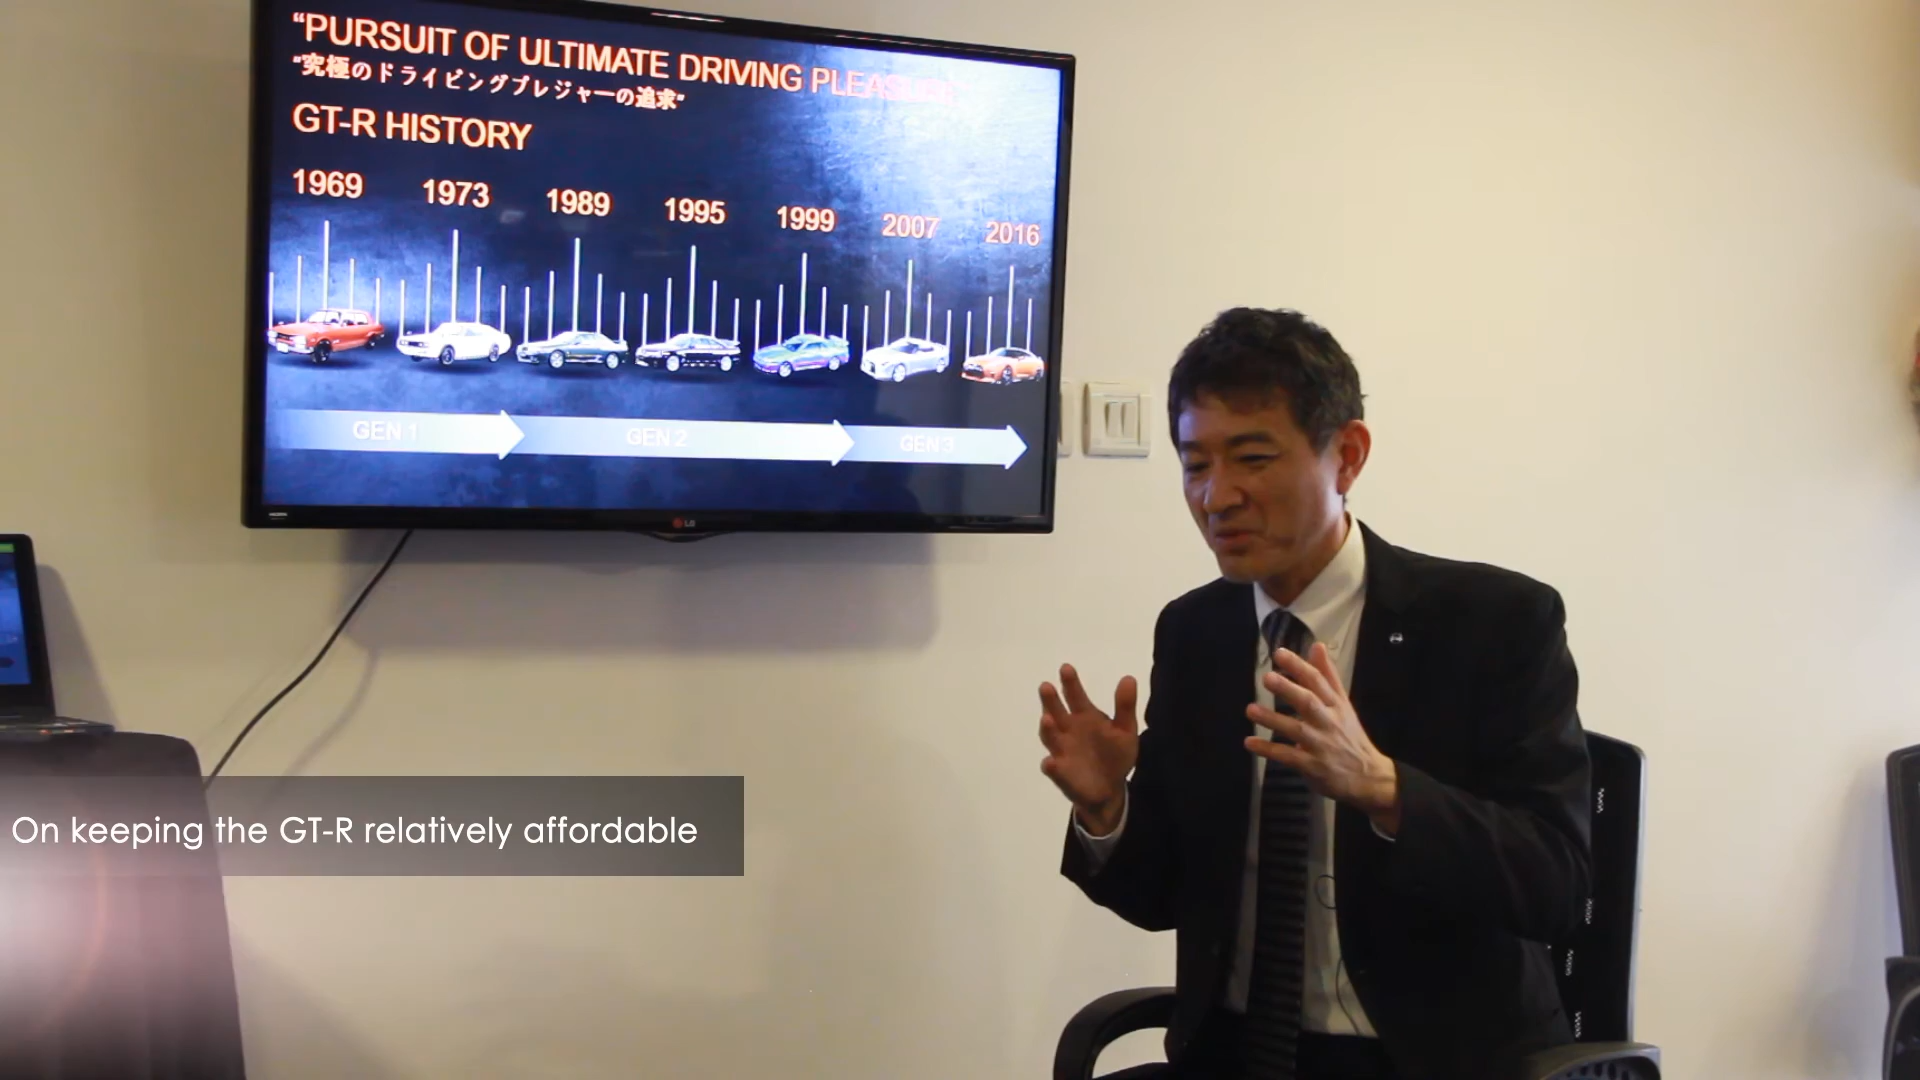 “PURSUIT OF ULTIMATE DRIVING PLEASURE”
“究極のドライビングプレジャーの追求”
GT-R HISTORY
1969 1973 1989 1995 1999 2007 2016
GEN 1 GEN 2 GEN 3
LG
On keeping the GT-R relatively affordable